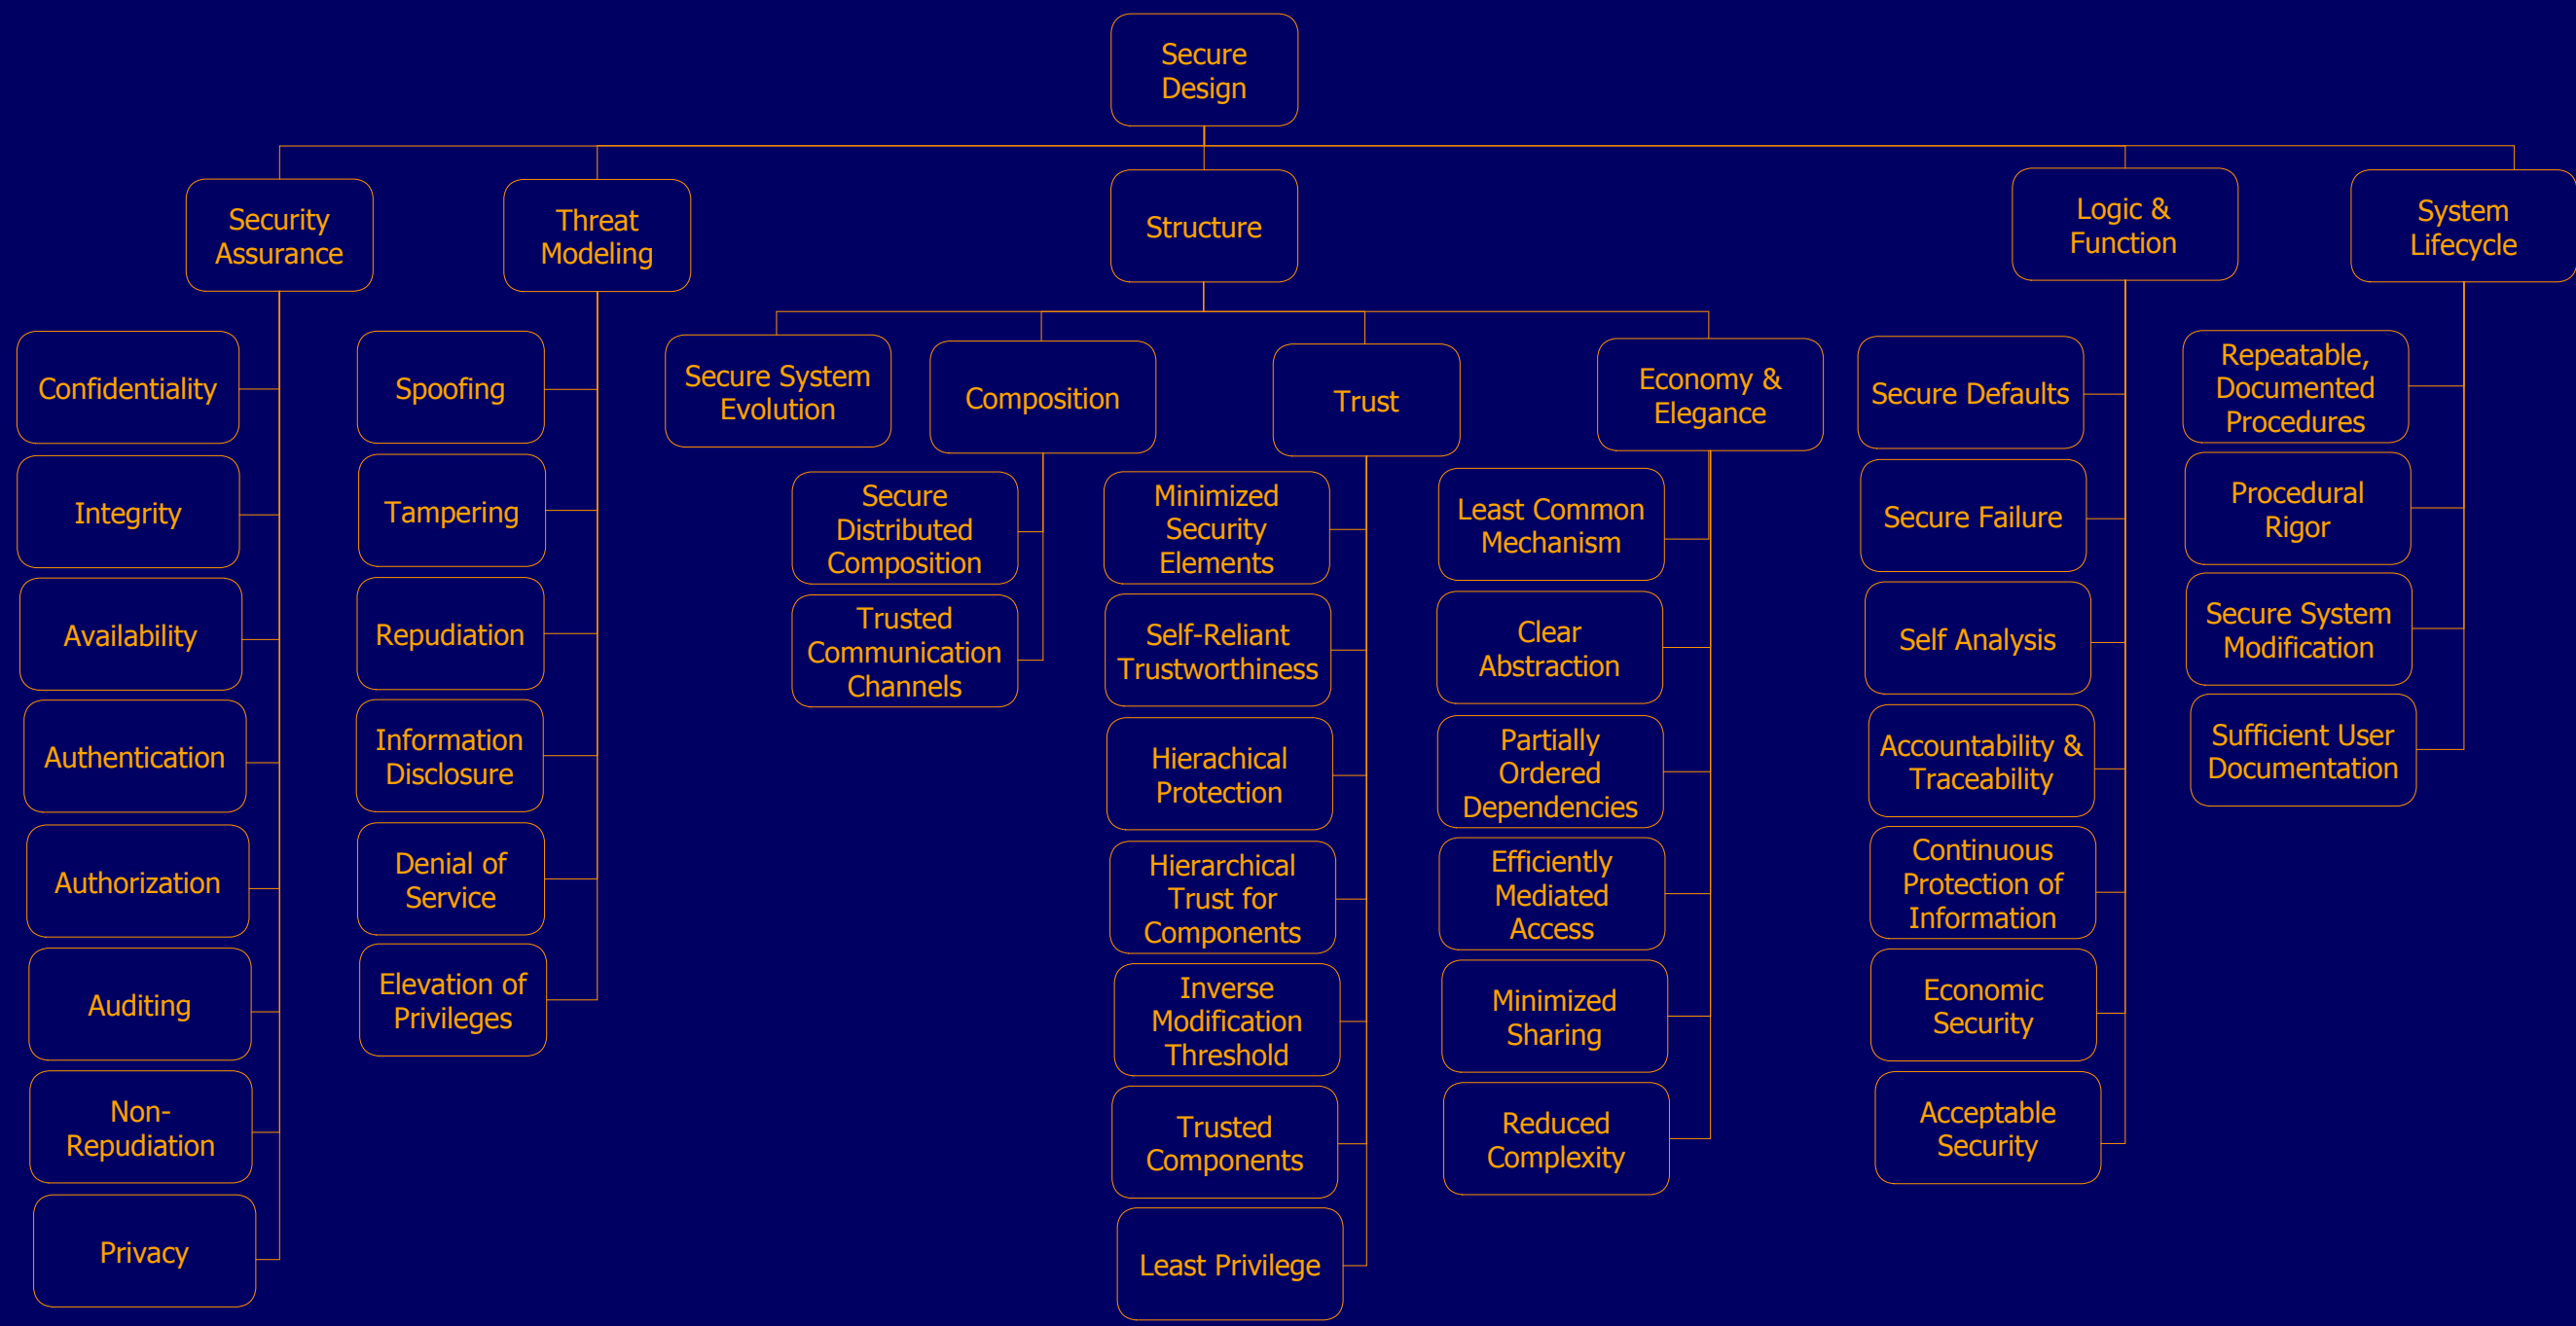 Secure
Design
Security
Assurance
Threat
Modeling
Structure
Logic &
Function
System
Lifecycle
Confidentiality
Integrity
Availability
Authentication
Authorization
Auditing
Non-
Repudiation
Privacy
Spoofing
Tampering
Repudiation
Information
Disclosure
Denial of
Service
Elevation of
Privileges
Secure System
Evolution
Composition
Secure
Distributed
Composition
Trusted
Communication
Channels
Trust
Minimized
Security
Elements
Self-Reliant
Trustworthiness
Hierachical
Protection
Hierarchical
Trust for
Components
Inverse
Modification
Threshold
Trusted
Components
Least Privilege
Economy &
Elegance
Least Common
Mechanism
Clear
Abstraction
Partially
Ordered
Dependencies
Efficiently
Mediated
Access
Minimized
Sharing
Reduced
Complexity
Secure Defaults
Secure Failure
Self Analysis
Accountability &
Traceability
Continuous
Protection of
Information
Economic
Security
Acceptable
Security
Repeatable,
Documented
Procedures
Procedural
Rigor
Secure System
Modification
Sufficient User
Documentation